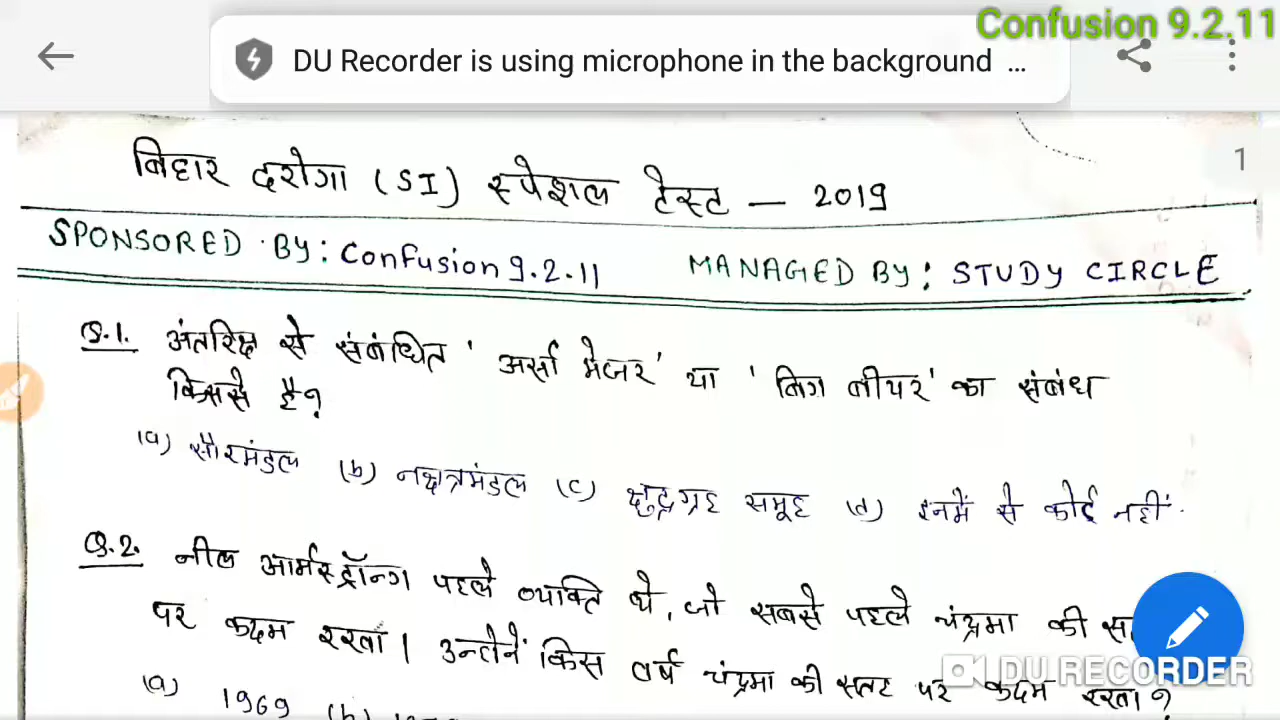 Confusion 9.2.11
DU Recorder is using microphone in the background ...
1
बिहार दरोगा (SI) स्पेशल टेस्ट — 2019
SPONSORED BY: Confusion 9.2.11 MANAGED BY: STUDY CIRCLE
Q.1. अंतरिक्ष से संबंधित 'अर्सा मेजर' या 'बिग बीयर' का संबंध
किससे है?
(a) सौरमंडल (b) नक्षत्रमंडल (c) क्षुद्रग्रह समूह (d) इनमें से कोई नहीं.
Q.2. नील आर्मस्ट्रॉन्ग पहले व्यक्ति थे, जो सबसे पहले चंद्रमा की
पर कदम रखा। उन्होनें किस वर्ष चंद्रमा की सतह पर कदम रखा?
(a) 1969 (b)
DU RECORDER